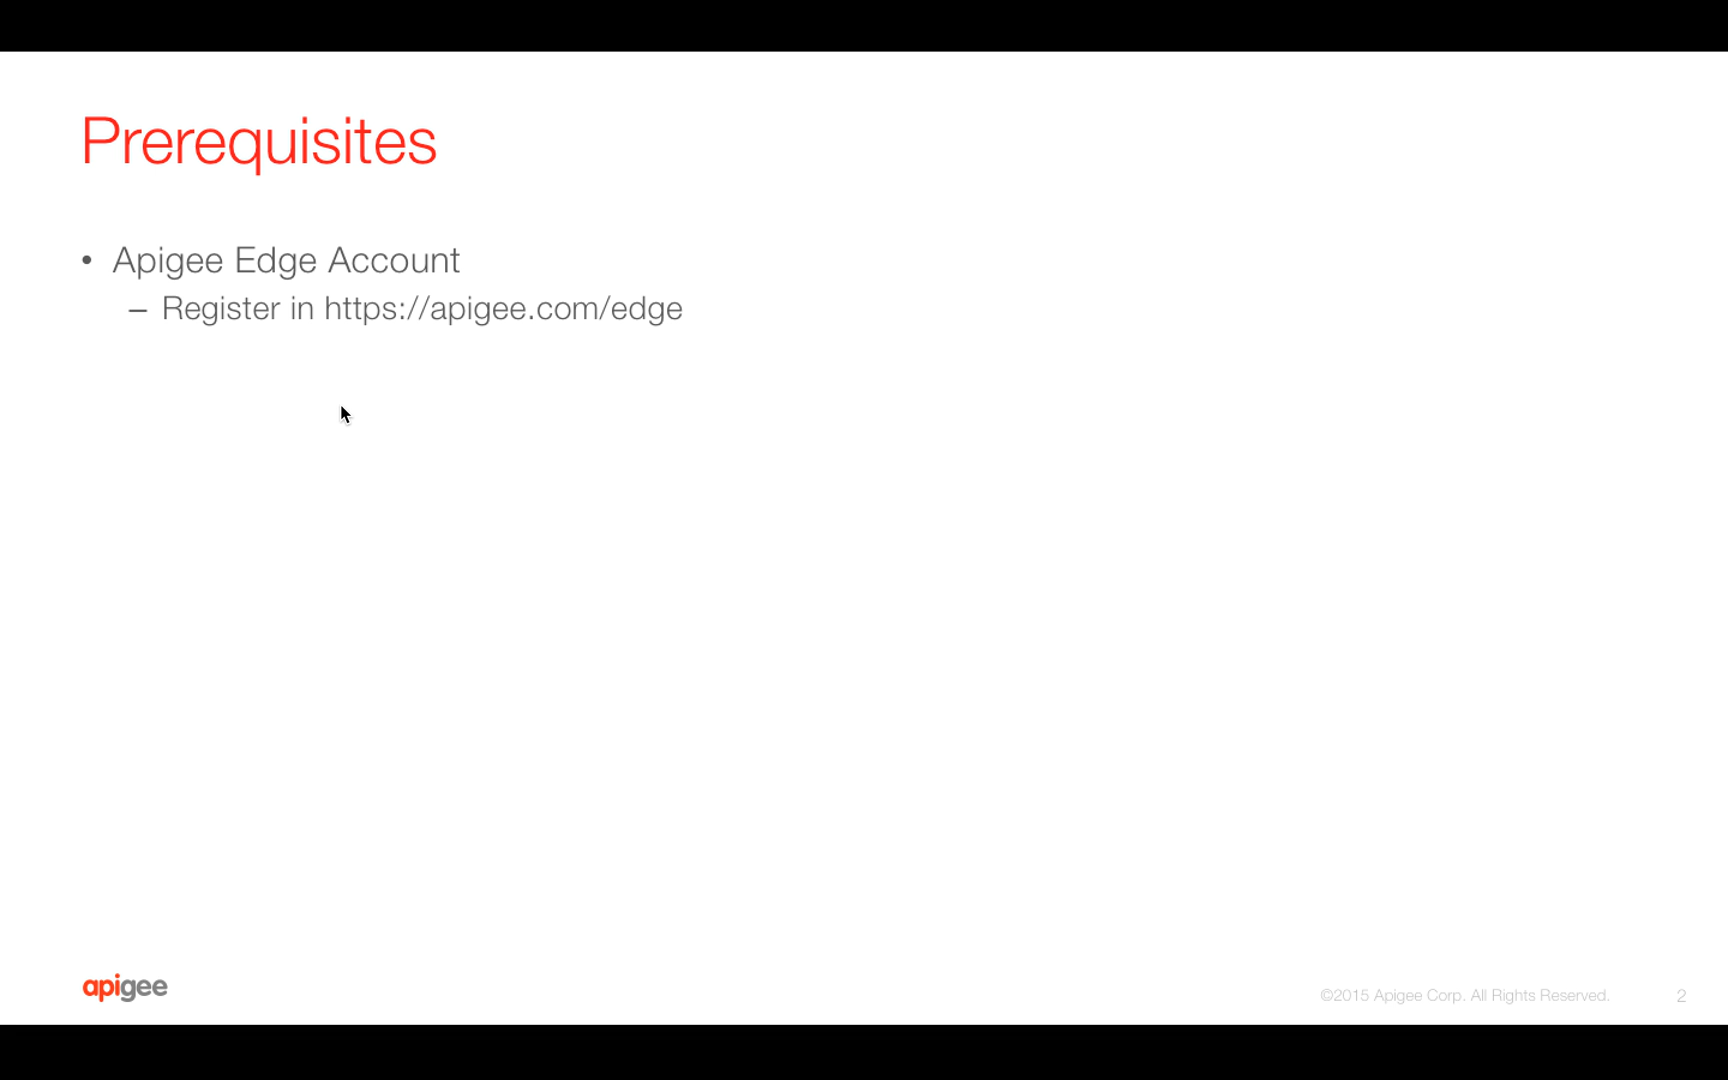 Prerequisites
• Apigee Edge Account
– Register in https://apigee.com/edge
apigee
©2015 Apigee Corp. All Rights Reserved.
2